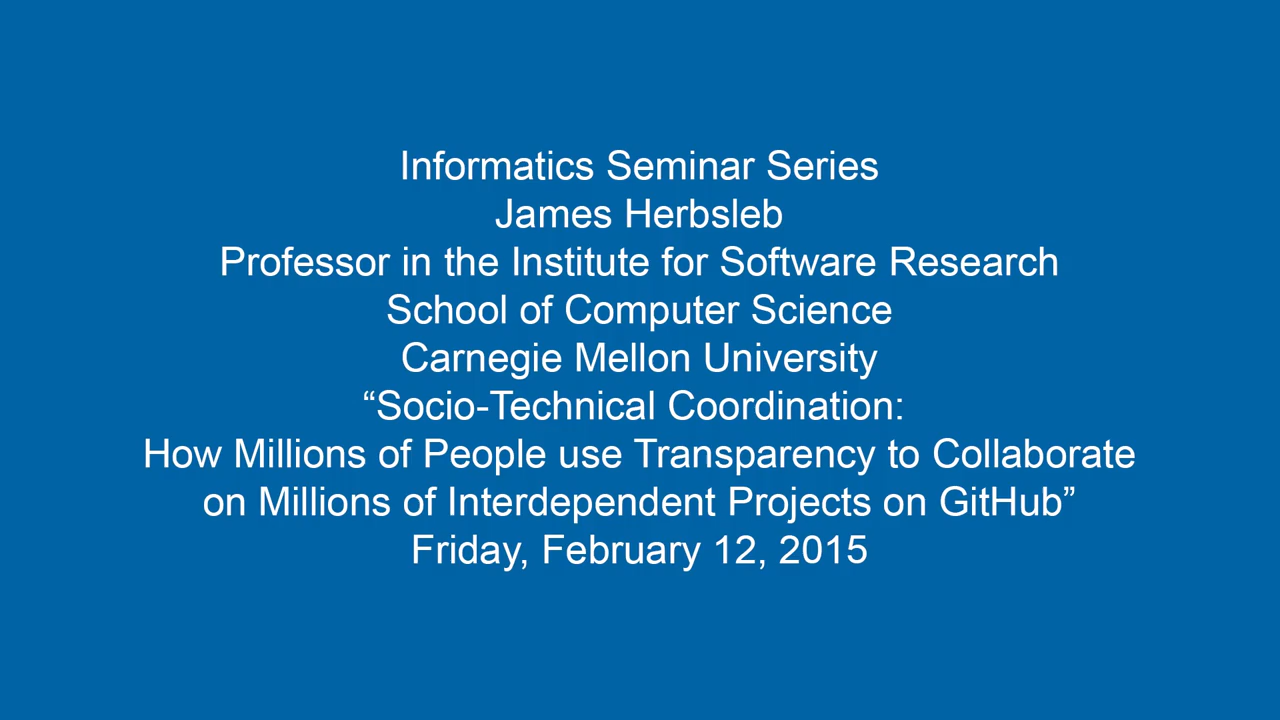 Informatics Seminar Series
James Herbsleb
Professor in the Institute for Software Research
School of Computer Science
Carnegie Mellon University
“Socio-Technical Coordination:
How Millions of People use Transparency to Collaborate
on Millions of Interdependent Projects on GitHub”
Friday, February 12, 2015